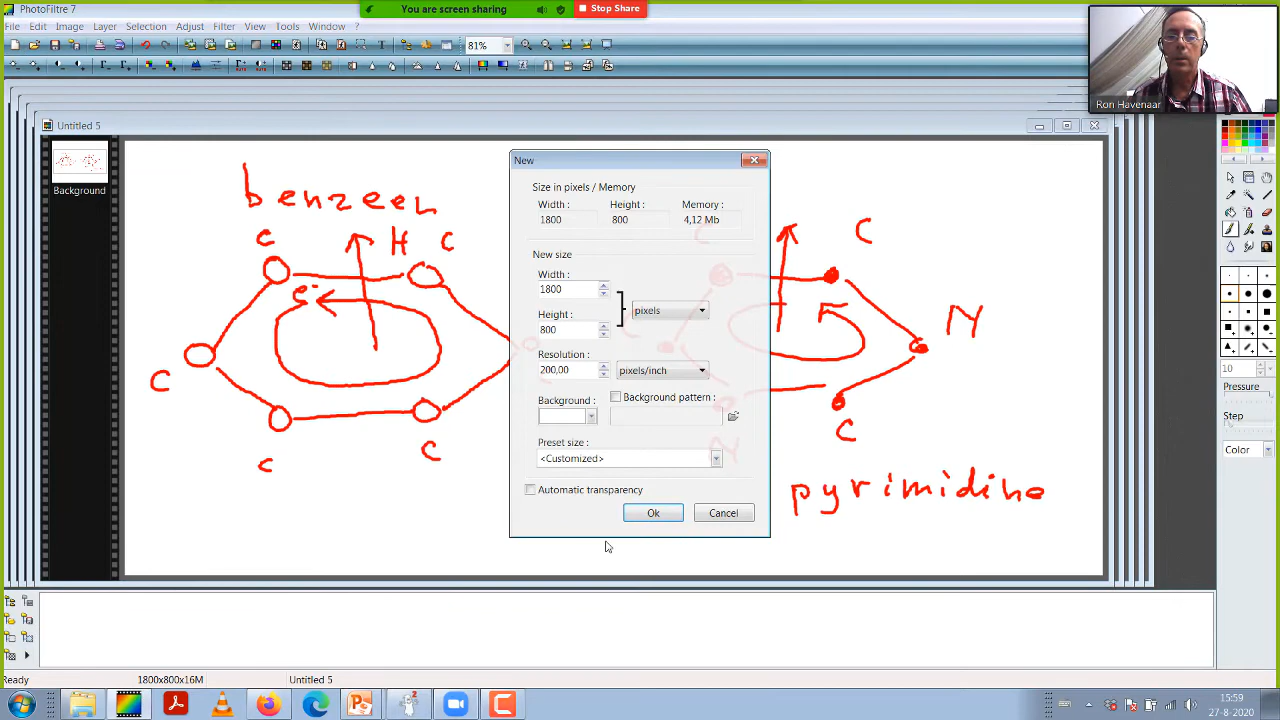 PhotoFiltre 7
You are screen sharing
Stop Share
File Edit Image Layer Selection Adjust Filter View Tools Window ?
81%
Ron Havenaar
Untitled 5
Background
benzeen
C H C
e-
C
C
C
C
N
C
pyrimidine
New
Size in pixels / Memory
Width : Height : Memory :
1800 800 4,12 Mb
New size
Width :
1800
pixels
Height :
800
Resolution :
200,00 pixels/inch
Background : Background pattern :
Preset size :
<Customized>
Automatic transparency
Ok Cancel
10
Pressure
Step
Color
Ready 1800x800x16M Untitled 5
15:59
27-8-2020